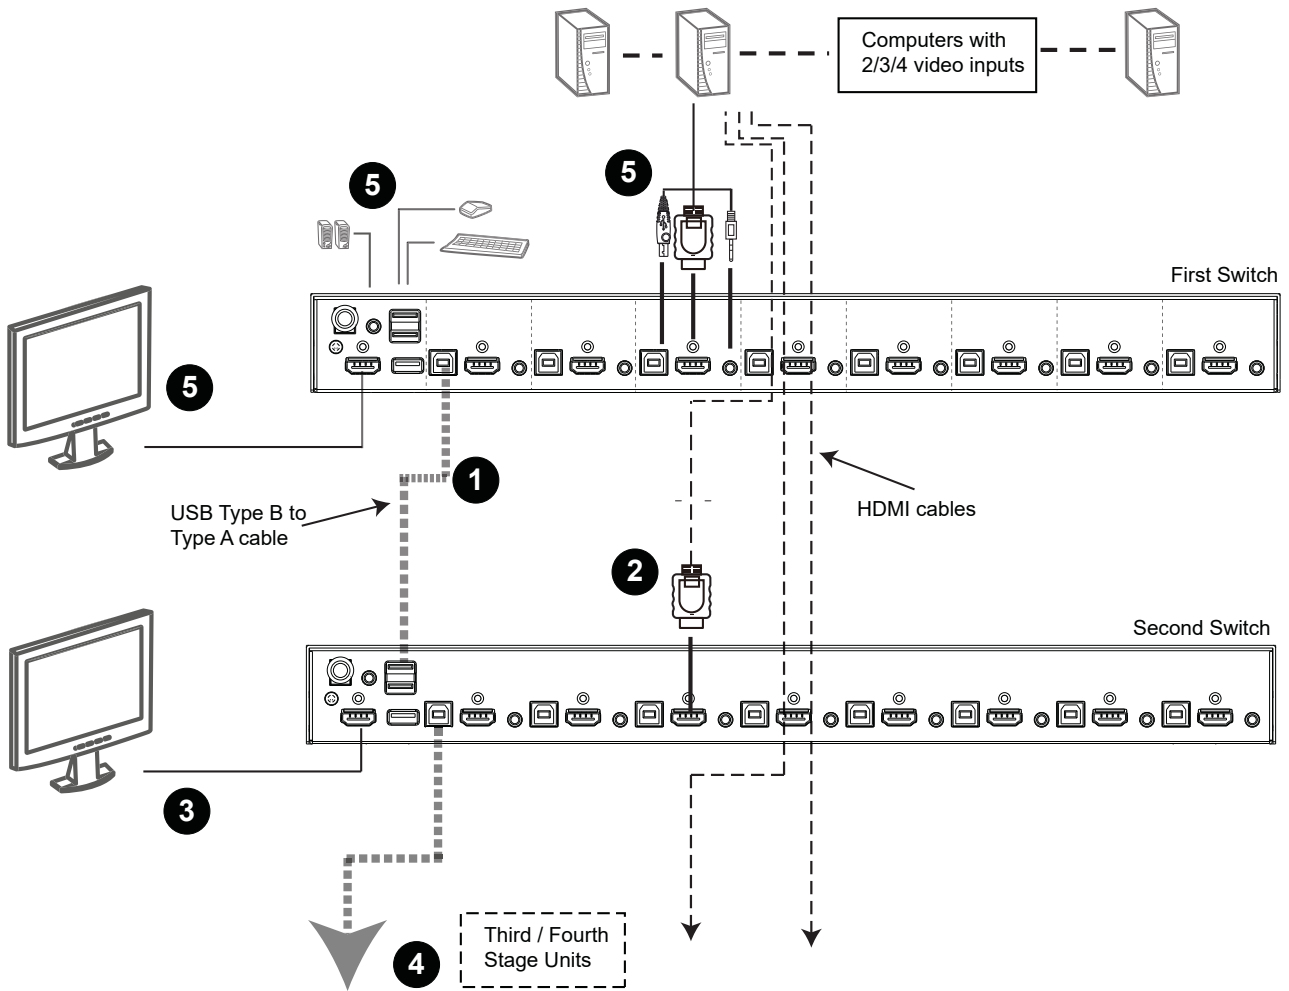 Computers with
2/3/4 video inputs
5
5
First Switch
5
1
USB Type B to
Type A cable
HDMI cables
2
Second Switch
3
4
Third / Fourth
Stage Units